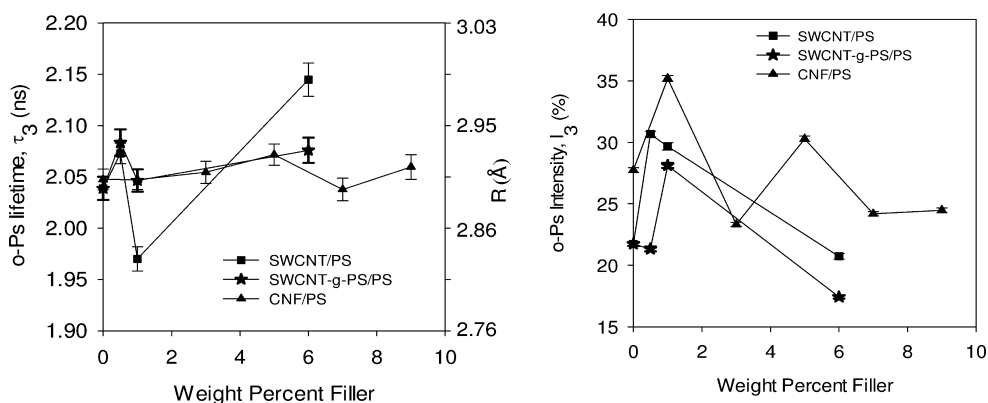 2.20
2.15
2.10
2.05
2.00
1.95
1.90
o-Ps lifetime, τ3 (ns)
3.03
2.95
2.86
2.76
R (Å)
SWCNT/PS
SWCNT-g-PS/PS
CNF/PS
0 2 4 6 8 10
Weight Percent Filler
40
35
30
25
20
15
o-Ps Intensity, I3 (%)
SWCNT/PS
SWCNT-g-PS/PS
CNF/PS
0 2 4 6 8 10
Weight Percent Filler